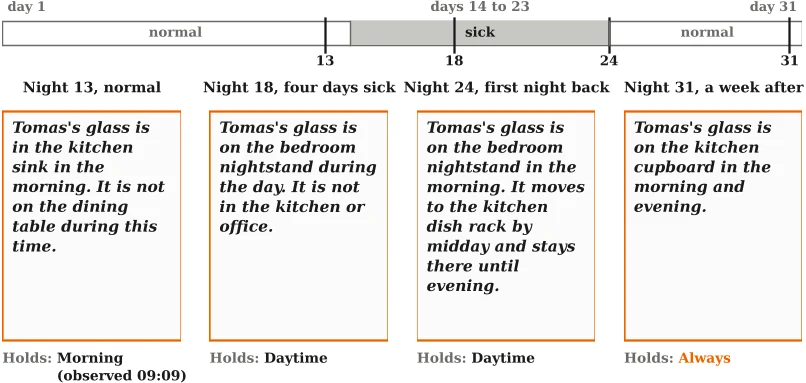 day 1
days 14 to 23
day 31
normal
sick
normal
13
18
24
31
Night 13, normal
Night 18, four days sick
Night 24, first night back
Night 31, a week after
Tomas's glass is
in the kitchen
sink in the
morning. It is not
on the dining
table during this
time.
Tomas's glass is
on the bedroom
nightstand during
the day. It is not
in the kitchen or
office.
Tomas's glass is
on the bedroom
nightstand in the
morning. It moves
to the kitchen
dish rack by
midday and stays
there until
evening.
Tomas's glass is
on the kitchen
cupboard in the
morning and
evening.
Holds: Morning
(observed 09:09)
Holds: Daytime
Holds: Daytime
Holds: Always